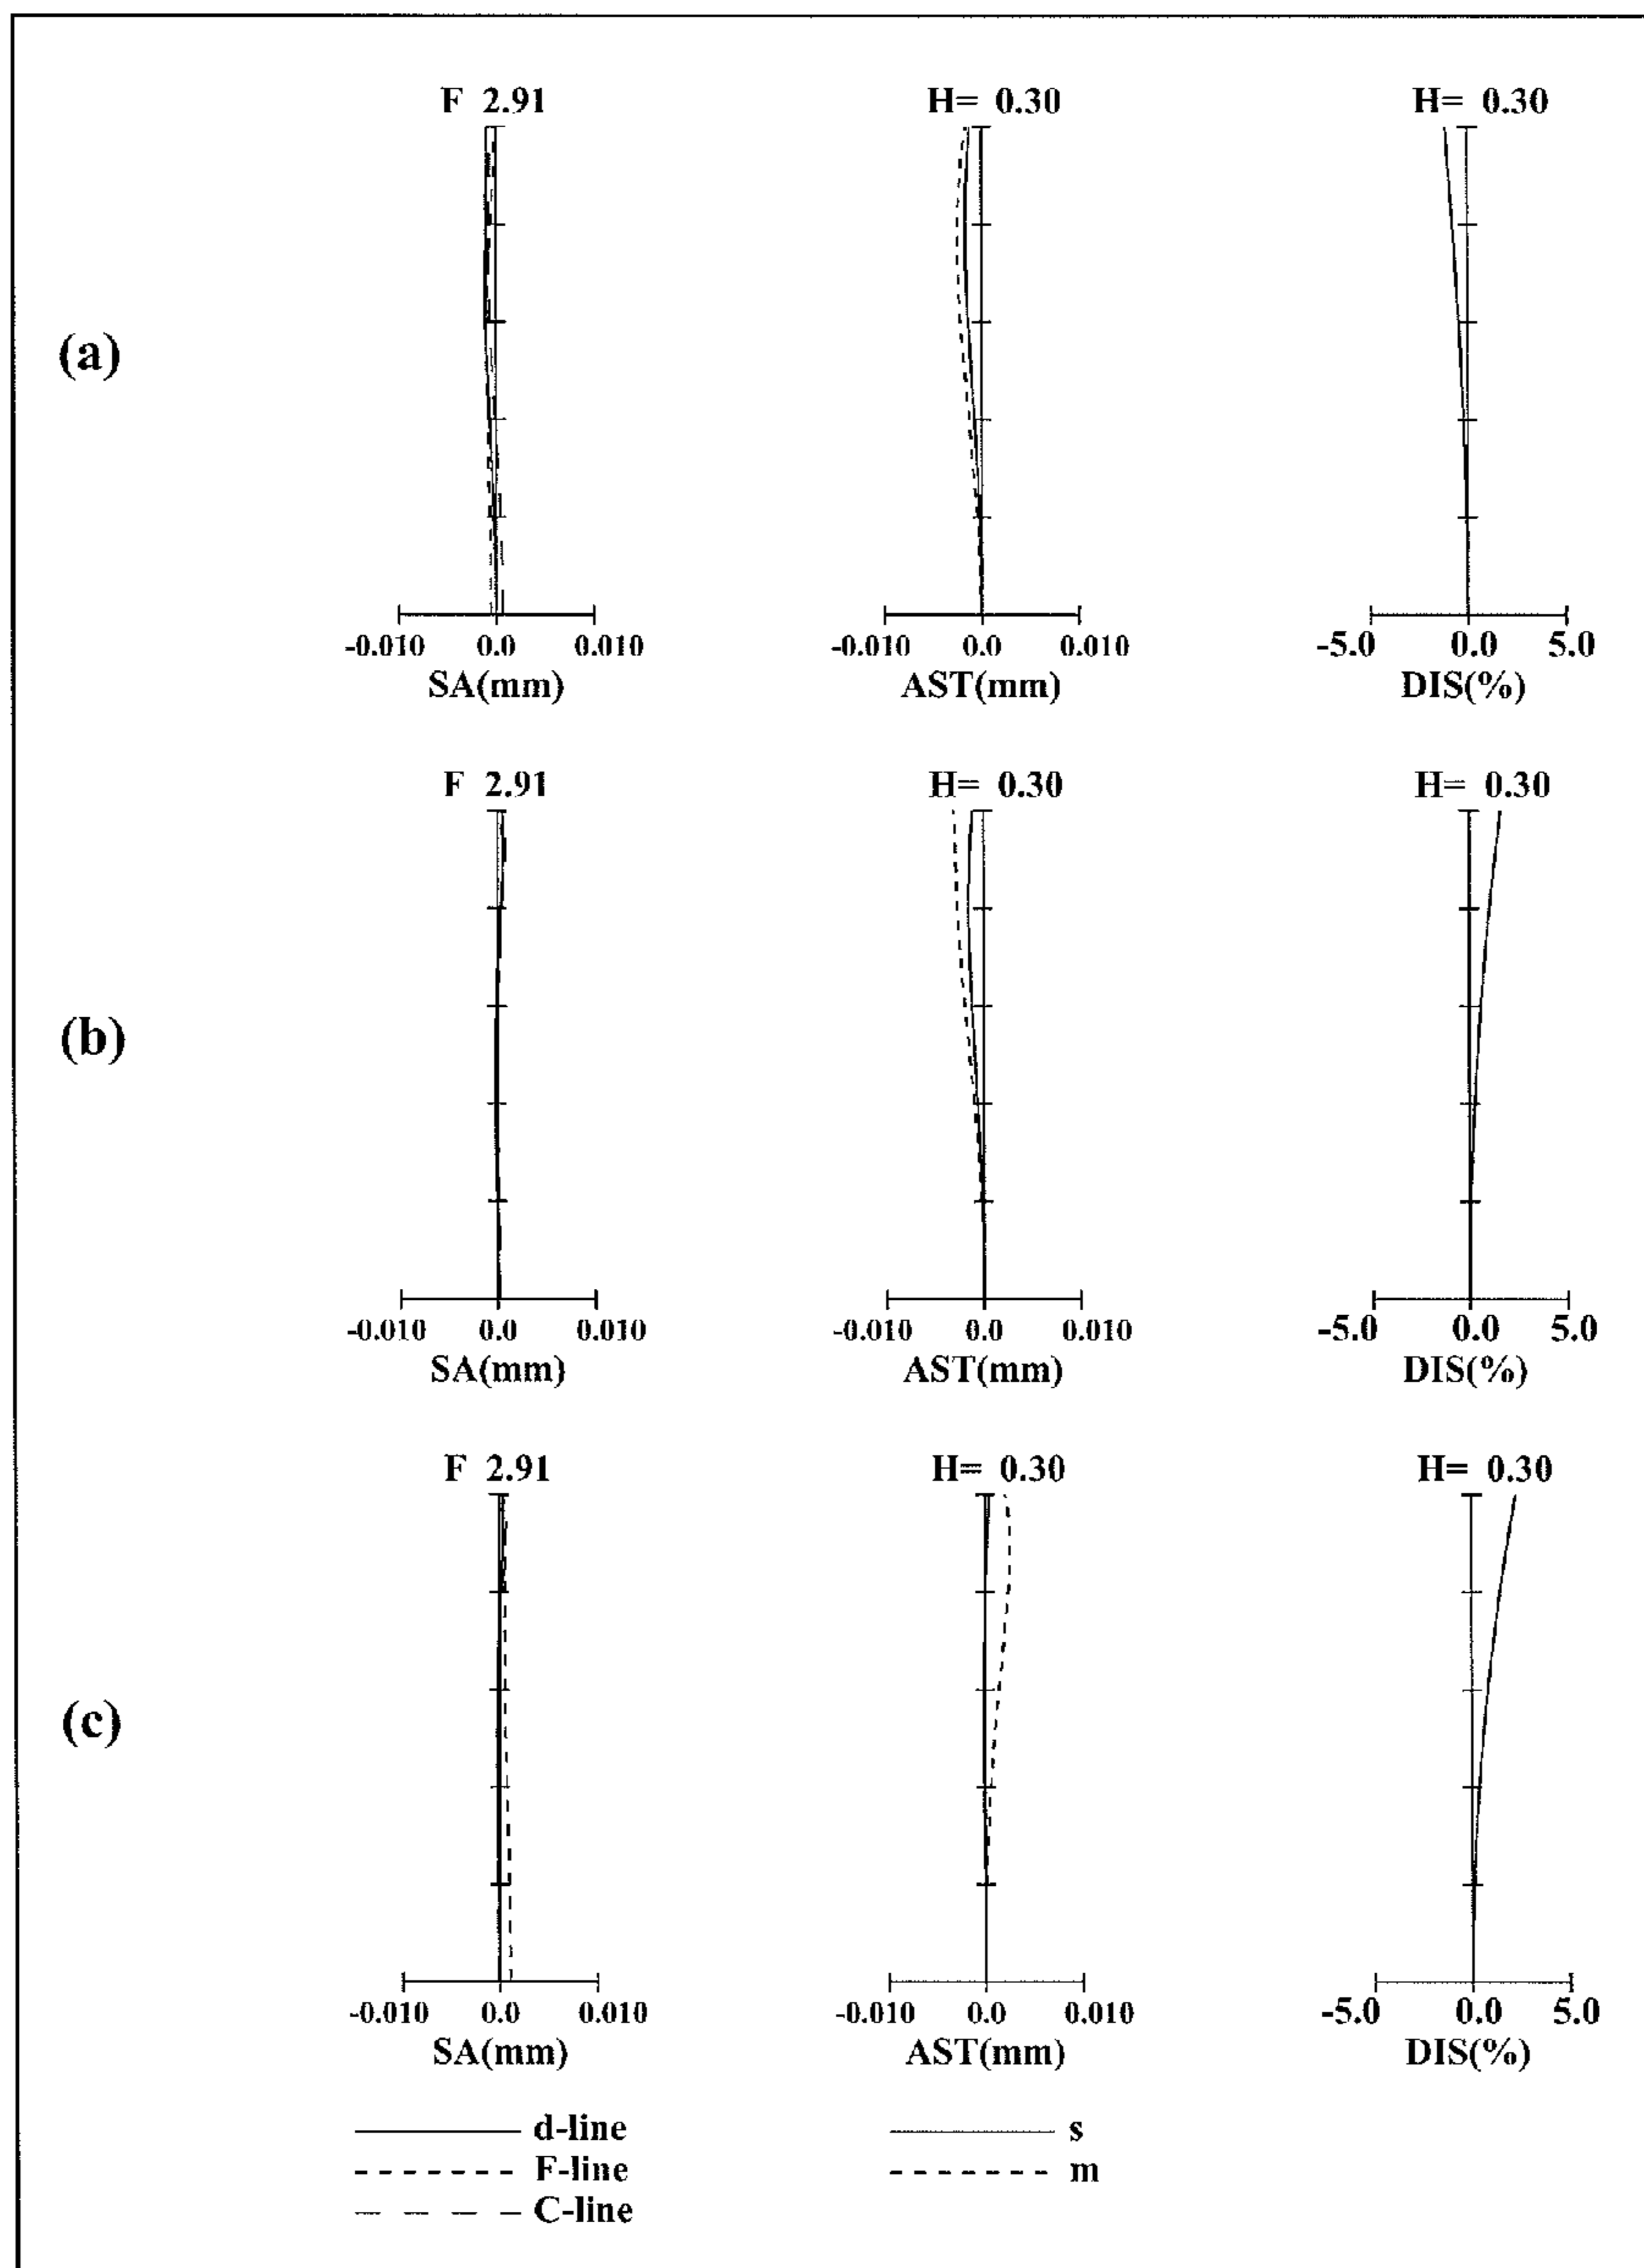 F 2.91 H= 0.30 H= 0.30
(a)
-0.010 0.0 0.010 -0.010 0.0 0.010 -5.0 0.0 5.0
SA(mm) AST(mm) DIS(%)
F 2.91 H= 0.30 H= 0.30
(b)
-0.010 0.0 0.010 -0.010 0.0 0.010 -5.0 0.0 5.0
SA(mm) AST(mm) DIS(%)
F 2.91 H= 0.30 H= 0.30
(c)
-0.010 0.0 0.010 -0.010 0.0 0.010 -5.0 0.0 5.0
SA(mm) AST(mm) DIS(%)
d-line s
F-line m
C-line